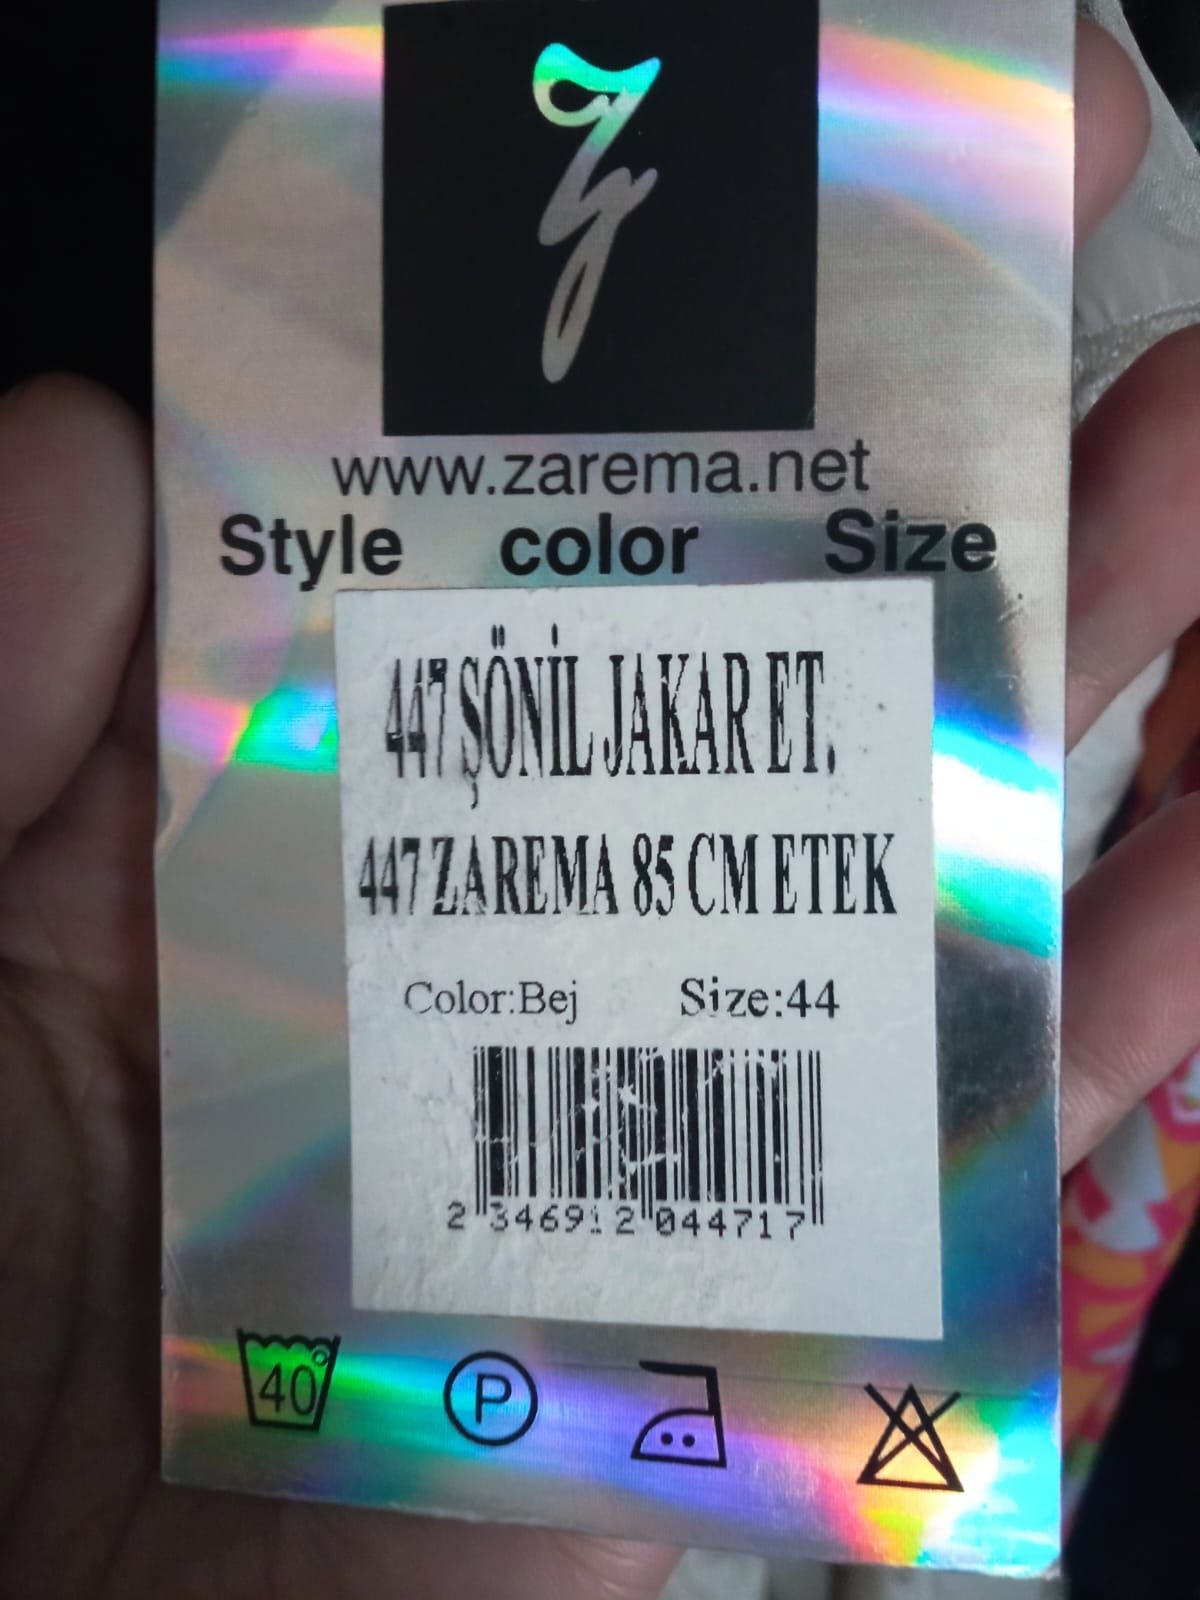 www.zarema.net
Style color Size
447 ŞÖNİL JAKAR ET.
447 ZAREMA 85 CM ETEK
Color:Bej Size:44
2 346912 044717
40° P